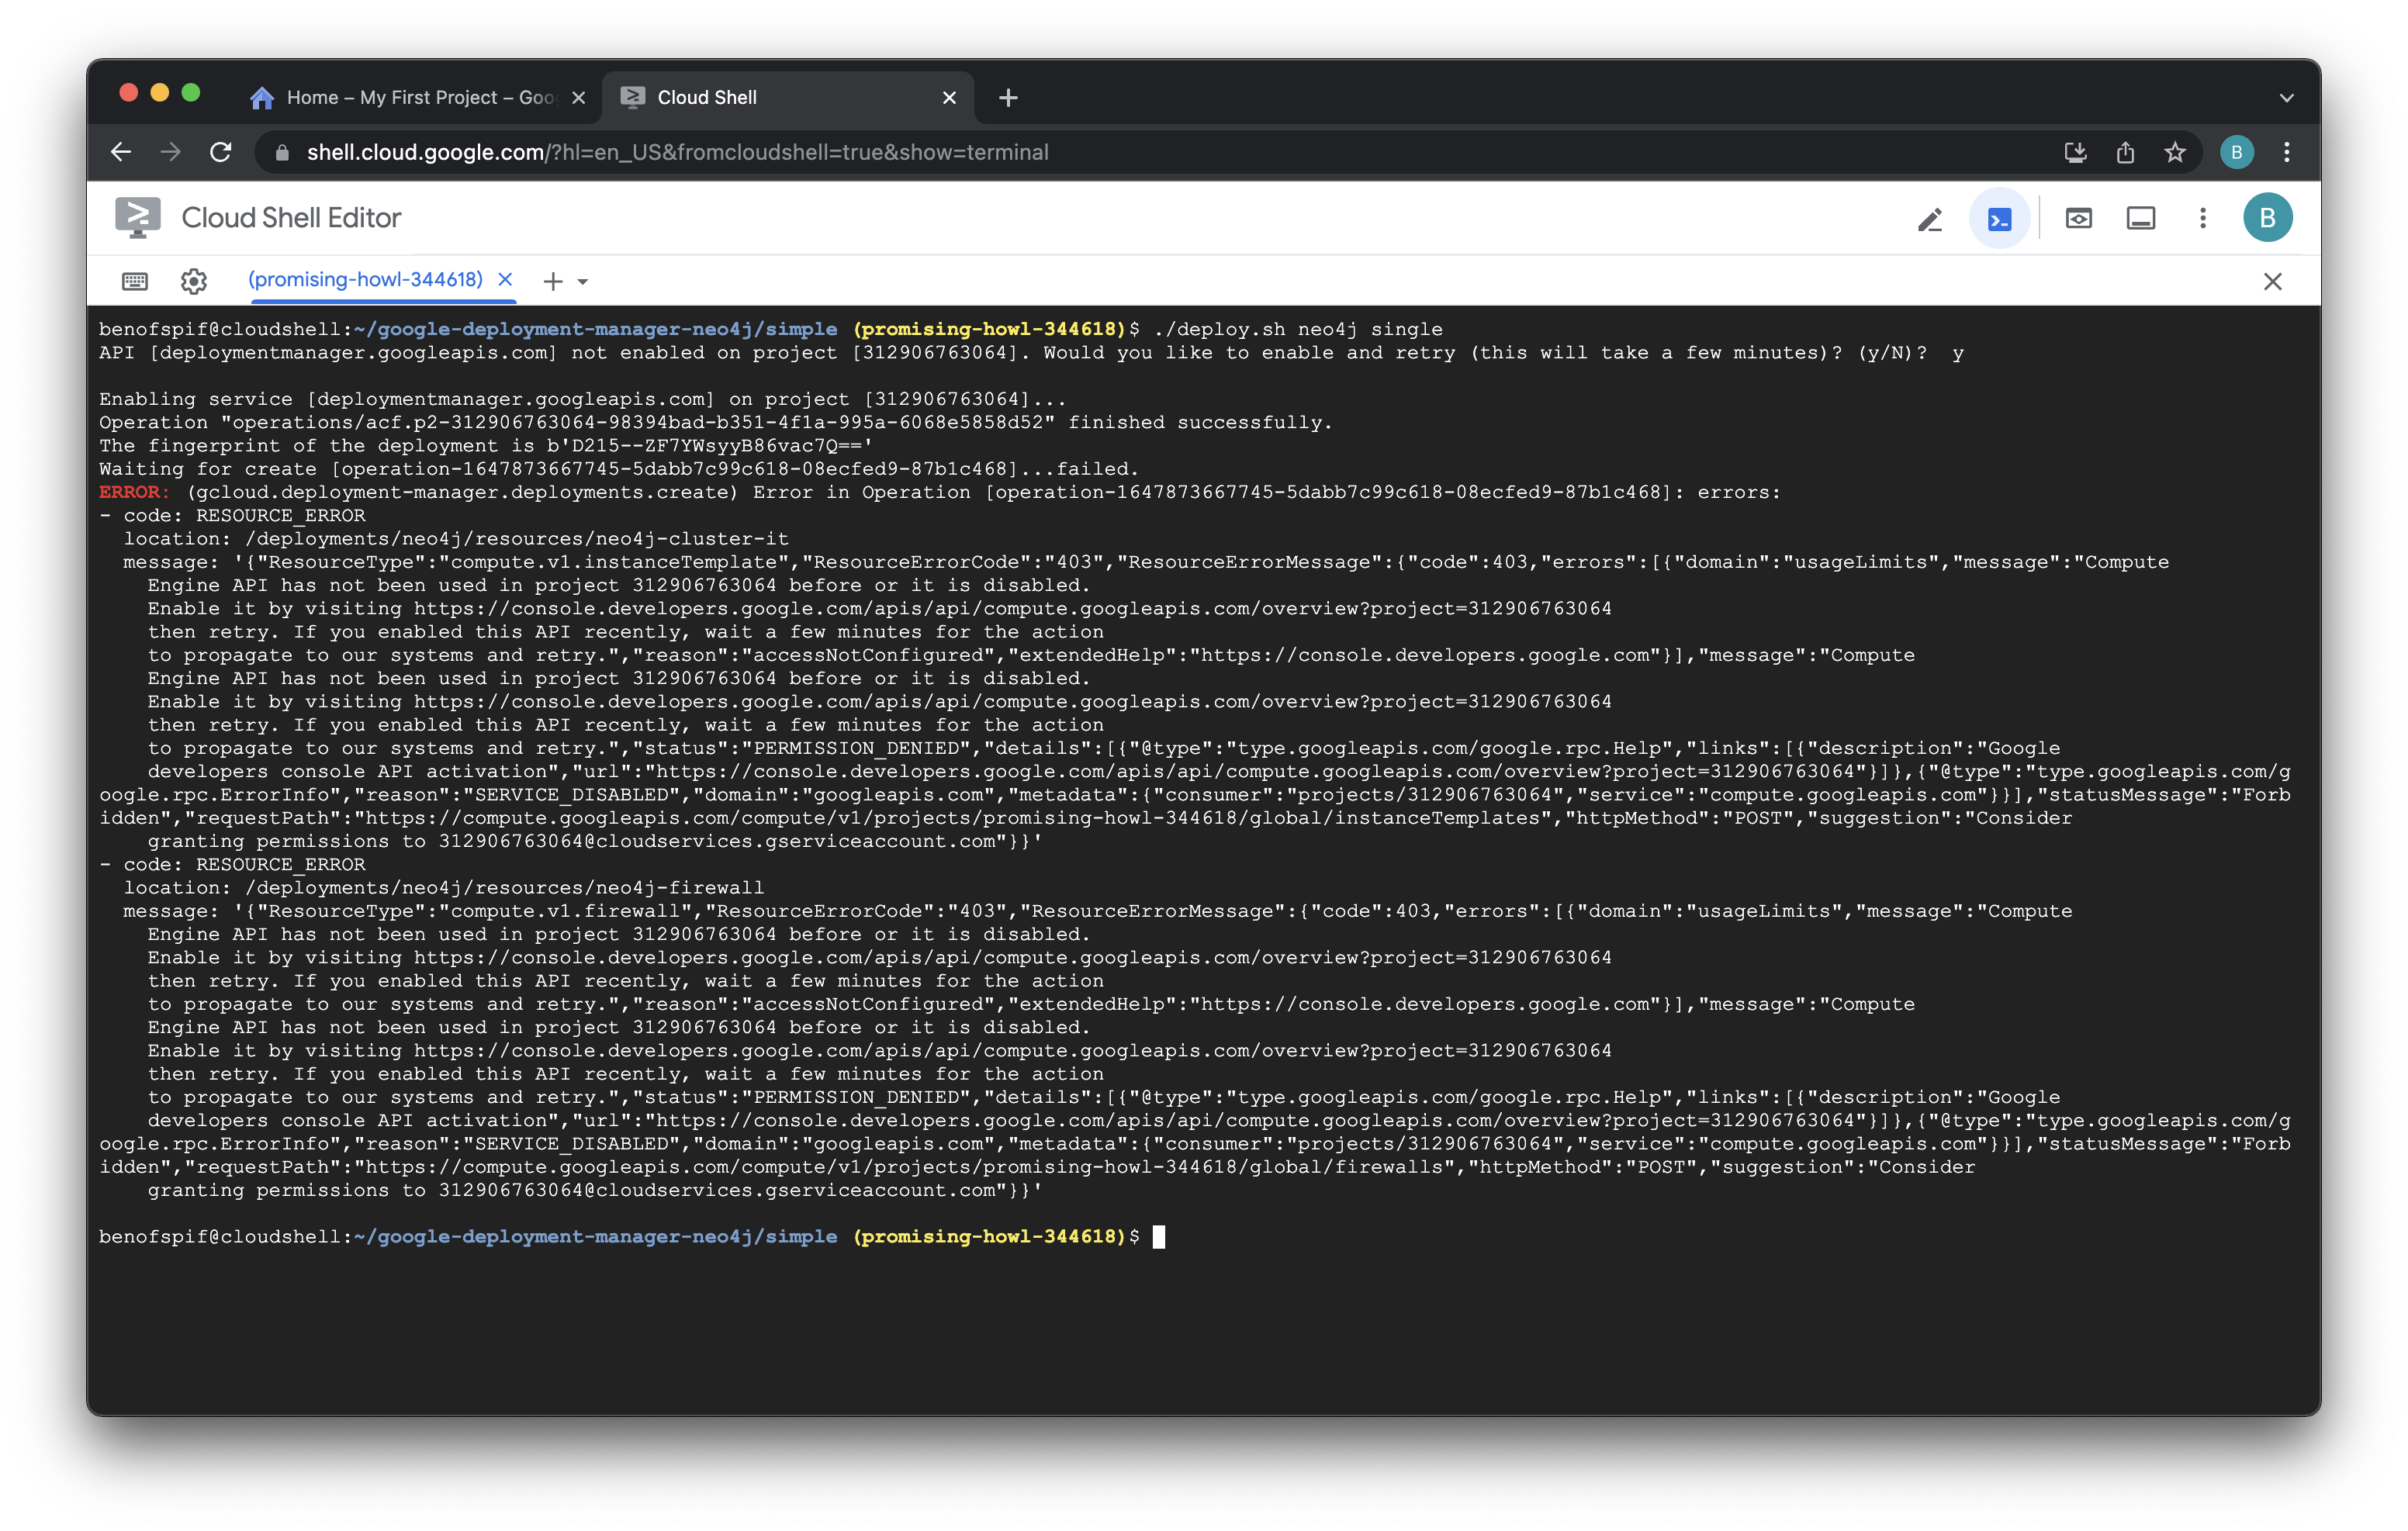 Home – My First Project – Goo
Cloud Shell
shell.cloud.google.com/?hl=en_US&fromcloudshell=true&show=terminal
B
Cloud Shell Editor
B
(promising-howl-344618)
benofspif@cloudshell:~/google-deployment-manager-neo4j/simple (promising-howl-344618)$ ./deploy.sh neo4j single
API [deploymentmanager.googleapis.com] not enabled on project [312906763064]. Would you like to enable and retry (this will take a few minutes)? (y/N)?  y
Enabling service [deploymentmanager.googleapis.com] on project [312906763064]...
Operation "operations/acf.p2-312906763064-98394bad-b351-4f1a-995a-6068e5858d52" finished successfully.
The fingerprint of the deployment is b'D215--ZF7YWsyyB86vac7Q=='
Waiting for create [operation-1647873667745-5dabb7c99c618-08ecfed9-87b1c468]...failed.
ERROR: (gcloud.deployment-manager.deployments.create) Error in Operation [operation-1647873667745-5dabb7c99c618-08ecfed9-87b1c468]: errors:
- code: RESOURCE_ERROR
location: /deployments/neo4j/resources/neo4j-cluster-it
message: '{"ResourceType":"compute.v1.instanceTemplate","ResourceErrorCode":"403","ResourceErrorMessage":{"code":403,"errors":[{"domain":"usageLimits","message":"Compute
Engine API has not been used in project 312906763064 before or it is disabled.
Enable it by visiting https://console.developers.google.com/apis/api/compute.googleapis.com/overview?project=312906763064
then retry. If you enabled this API recently, wait a few minutes for the action
to propagate to our systems and retry.","reason":"accessNotConfigured","extendedHelp":"https://console.developers.google.com"}],"message":"Compute
Engine API has not been used in project 312906763064 before or it is disabled.
Enable it by visiting https://console.developers.google.com/apis/api/compute.googleapis.com/overview?project=312906763064
then retry. If you enabled this API recently, wait a few minutes for the action
to propagate to our systems and retry.","status":"PERMISSION_DENIED","details":[{"@type":"type.googleapis.com/google.rpc.Help","links":[{"description":"Google
developers console API activation","url":"https://console.developers.google.com/apis/api/compute.googleapis.com/overview?project=312906763064"}]},{"@type":"type.googleapis.com/g
oogle.rpc.ErrorInfo","reason":"SERVICE_DISABLED","domain":"googleapis.com","metadata":{"consumer":"projects/312906763064","service":"compute.googleapis.com"}}],"statusMessage":"Forb
idden","requestPath":"https://compute.googleapis.com/compute/v1/projects/promising-howl-344618/global/instanceTemplates","httpMethod":"POST","suggestion":"Consider
granting permissions to 312906763064@cloudservices.gserviceaccount.com"}}'
- code: RESOURCE_ERROR
location: /deployments/neo4j/resources/neo4j-firewall
message: '{"ResourceType":"compute.v1.firewall","ResourceErrorCode":"403","ResourceErrorMessage":{"code":403,"errors":[{"domain":"usageLimits","message":"Compute
Engine API has not been used in project 312906763064 before or it is disabled.
Enable it by visiting https://console.developers.google.com/apis/api/compute.googleapis.com/overview?project=312906763064
then retry. If you enabled this API recently, wait a few minutes for the action
to propagate to our systems and retry.","reason":"accessNotConfigured","extendedHelp":"https://console.developers.google.com"}],"message":"Compute
Engine API has not been used in project 312906763064 before or it is disabled.
Enable it by visiting https://console.developers.google.com/apis/api/compute.googleapis.com/overview?project=312906763064
then retry. If you enabled this API recently, wait a few minutes for the action
to propagate to our systems and retry.","status":"PERMISSION_DENIED","details":[{"@type":"type.googleapis.com/google.rpc.Help","links":[{"description":"Google
developers console API activation","url":"https://console.developers.google.com/apis/api/compute.googleapis.com/overview?project=312906763064"}]},{"@type":"type.googleapis.com/g
oogle.rpc.ErrorInfo","reason":"SERVICE_DISABLED","domain":"googleapis.com","metadata":{"consumer":"projects/312906763064","service":"compute.googleapis.com"}}],"statusMessage":"Forb
idden","requestPath":"https://compute.googleapis.com/compute/v1/projects/promising-howl-344618/global/firewalls","httpMethod":"POST","suggestion":"Consider
granting permissions to 312906763064@cloudservices.gserviceaccount.com"}}'
benofspif@cloudshell:~/google-deployment-manager-neo4j/simple (promising-howl-344618)$